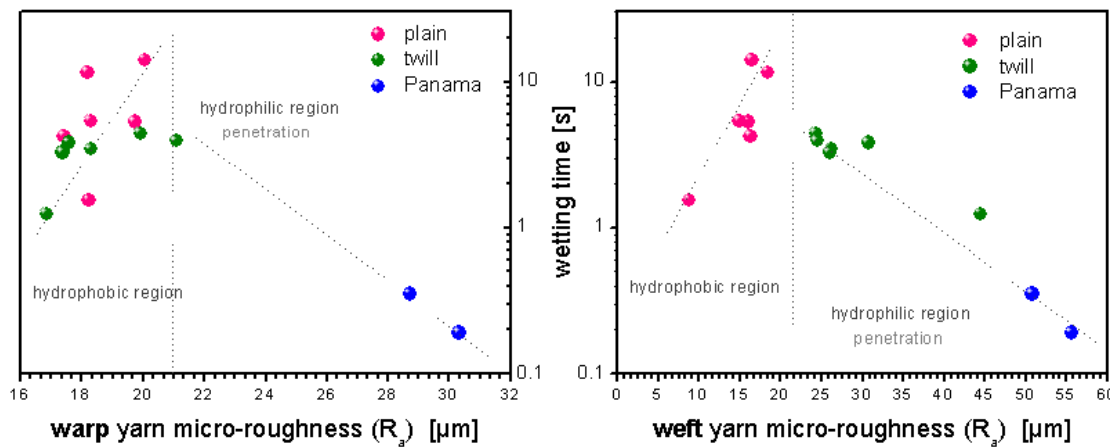 plain
twill
Panama
hydrophilic region
penetration
hydrophobic region
10
1
0.1
16 18 20 22 24 26 28 30 32
warp yarn micro-roughness (Ra) [µm]
wetting time [s]
plain
twill
Panama
hydrophobic region
hydrophilic region
penetration
10
1
0.1
0 5 10 15 20 25 30 35 40 45 50 55 60
weft yarn micro-roughness (Ra) [µm]